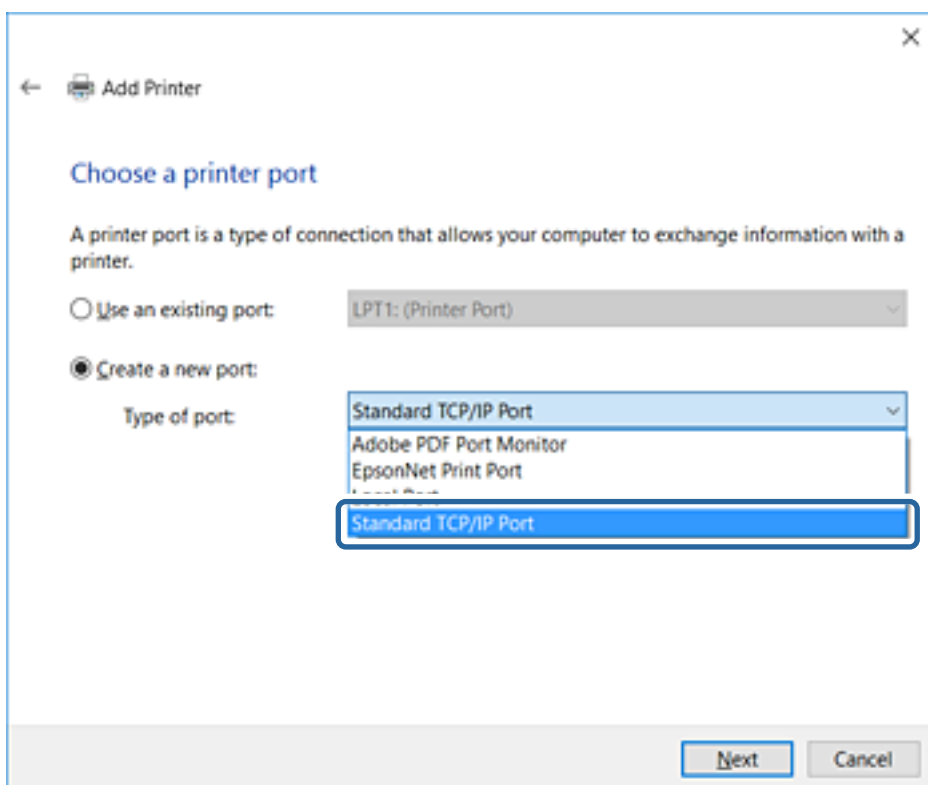 Add Printer
Choose a printer port
A printer port is a type of connection that allows your computer to exchange information with a
printer.
Use an existing port: LPT1: (Printer Port)
Create a new port:
Type of port: Standard TCP/IP Port
Adobe PDF Port Monitor
EpsonNet Print Port
Local Port
Standard TCP/IP Port
Next Cancel